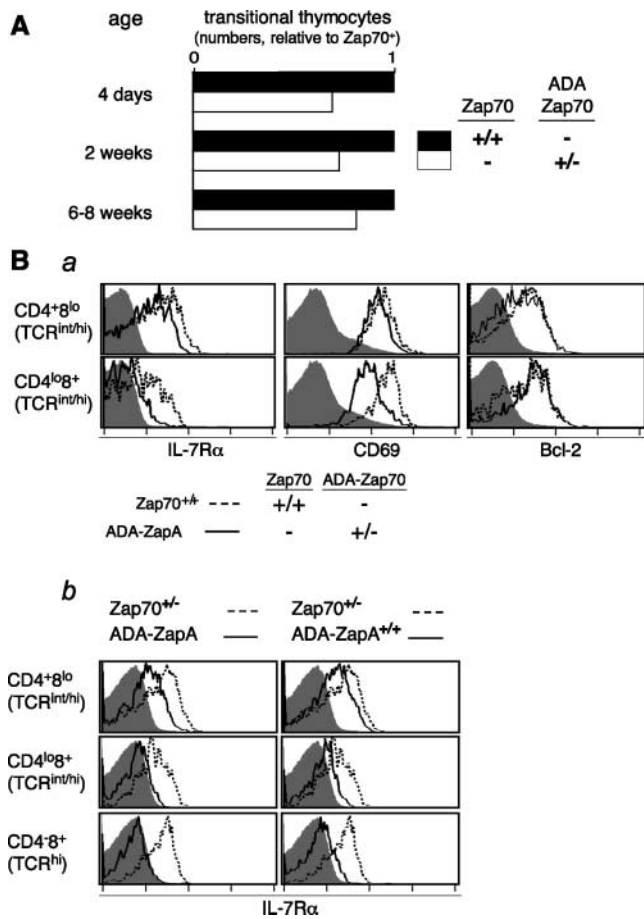 A
age
transitional thymocytes
(numbers, relative to Zap70⁺)
0 1
4 days
2 weeks
6-8 weeks
ADA
Zap70 Zap70
+/+ -
- +/-
B a
CD4⁺8ˡᵒ
(TCRⁱⁿᵗ/ʰⁱ)
CD4ˡᵒ8⁺
(TCRⁱⁿᵗ/ʰⁱ)
IL-7Rα CD69 Bcl-2
Zap70 ADA-Zap70
Zap70⁺/⁺ +/+ -
ADA-ZapA - +/-
b
Zap70⁺/⁻ Zap70⁺/⁻
ADA-ZapA ADA-ZapA⁺/⁺
CD4⁺8ˡᵒ
(TCRⁱⁿᵗ/ʰⁱ)
CD4ˡᵒ8⁺
(TCRⁱⁿᵗ/ʰⁱ)
CD4⁻8⁺
(TCRʰⁱ)
IL-7Rα